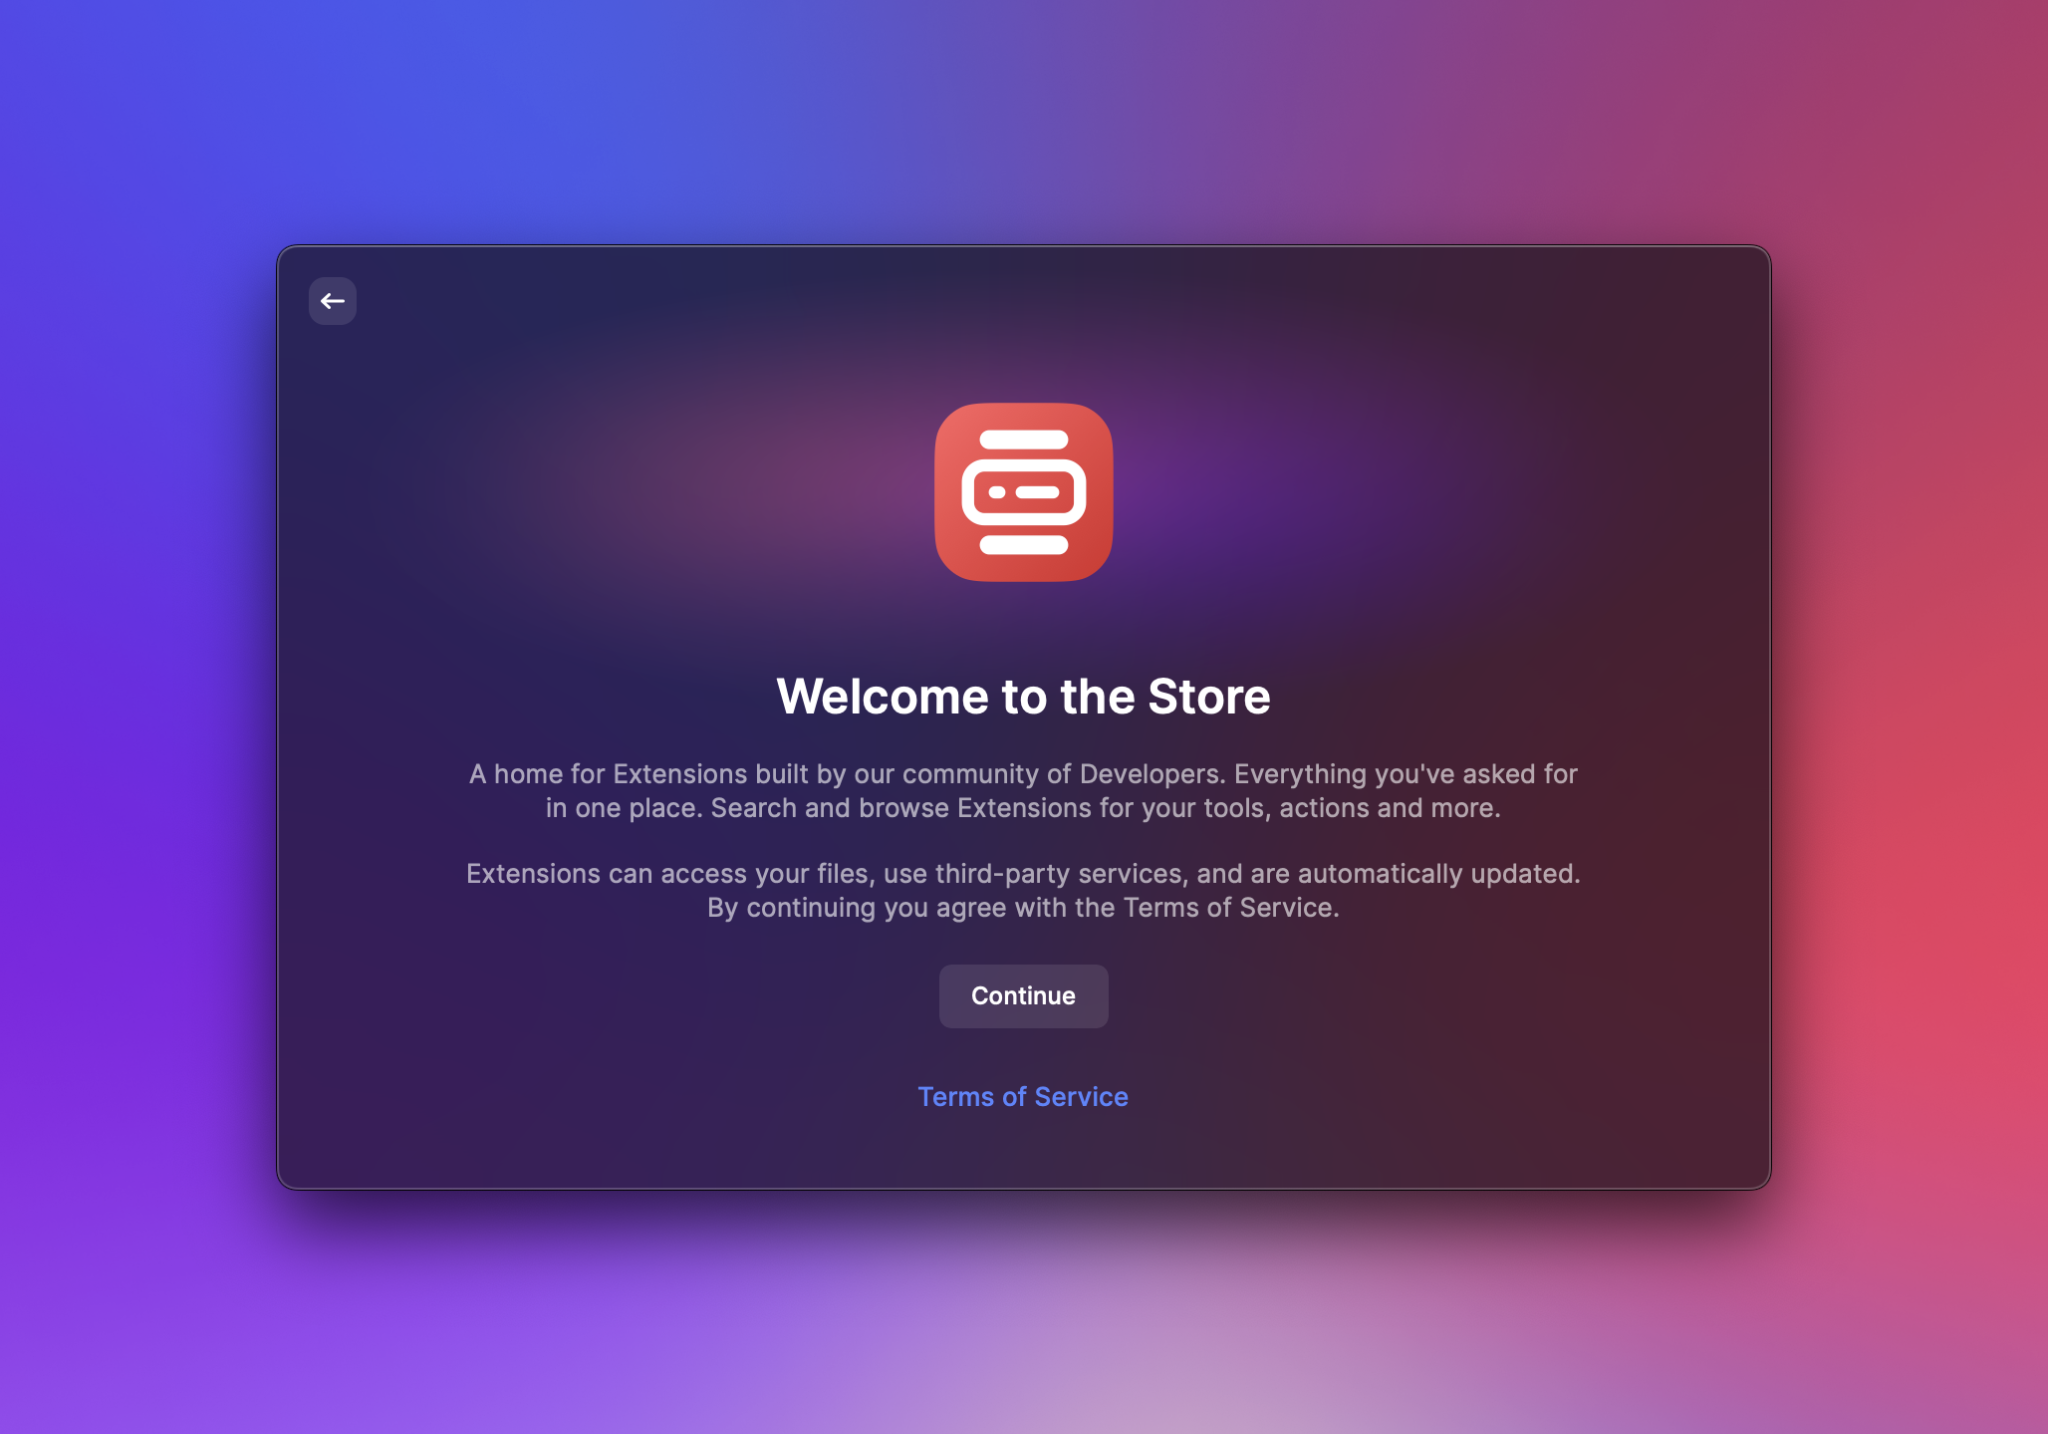 Welcome to the Store
A home for Extensions built by our community of Developers. Everything you've asked for
in one place. Search and browse Extensions for your tools, actions and more.
Extensions can access your files, use third-party services, and are automatically updated.
By continuing you agree with the Terms of Service.
Continue
Terms of Service